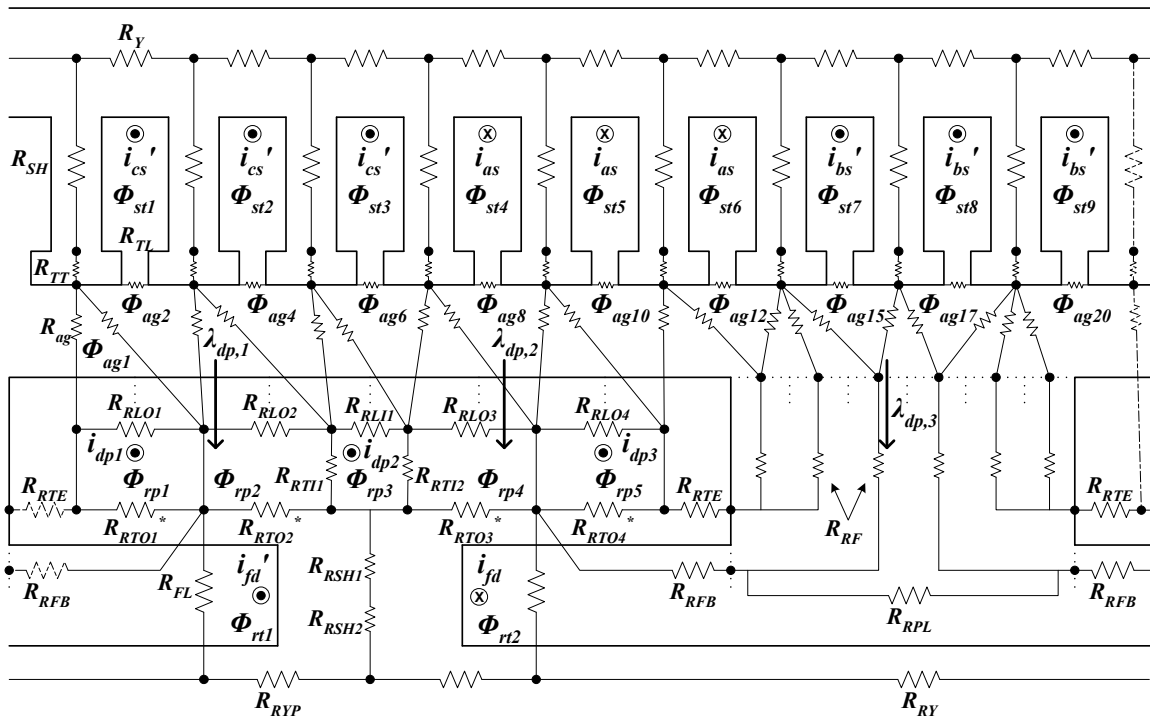 R_Y
R_SH
i_cs' i_cs' i_cs' i_as i_as i_as i_bs' i_bs' i_bs'
Φ_st1 Φ_st2 Φ_st3 Φ_st4 Φ_st5 Φ_st6 Φ_st7 Φ_st8 Φ_st9
R_TL
R_TT
Φ_ag2 Φ_ag4 Φ_ag6 Φ_ag8 Φ_ag10 Φ_ag12 Φ_ag15 Φ_ag17 Φ_ag20
R_ag
Φ_ag1 λ_dp,1 λ_dp,2
λ_dp,3
R_RLO1 R_RLO2 R_RLI1 R_RLO3 R_RLO4
i_dp1 i_dp2 i_dp3
Φ_rp1 Φ_rp2 R_RTI1 Φ_rp3 R_RTI2 Φ_rp4 Φ_rp5
R_RTE R_RTE R_RTE
R_RTO1* R_RTO2* R_RTO3* R_RTO4*
R_RF
R_RFB R_FL i_fd' R_RSH1 i_fd R_RFB R_RFB
Φ_rt1 R_RSH2 Φ_rt2 R_RPL
R_RYP R_RY